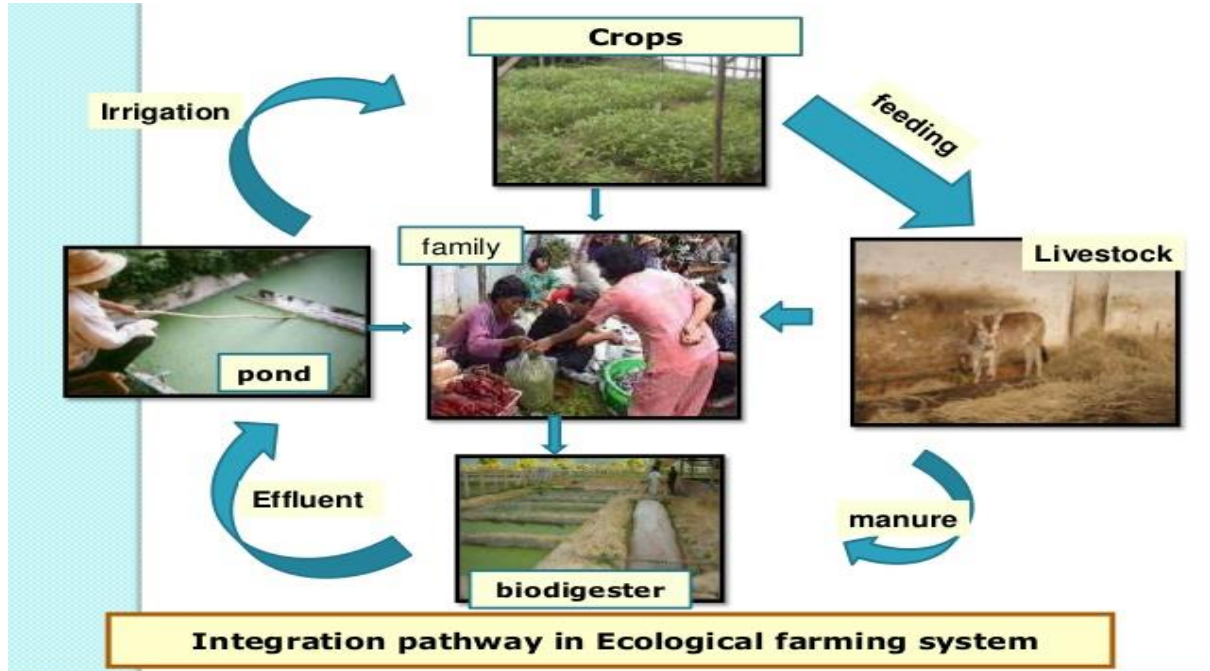 Crops
Irrigation
feeding
family
Livestock
pond
Effluent
manure
biodigester
Integration pathway in Ecological farming system